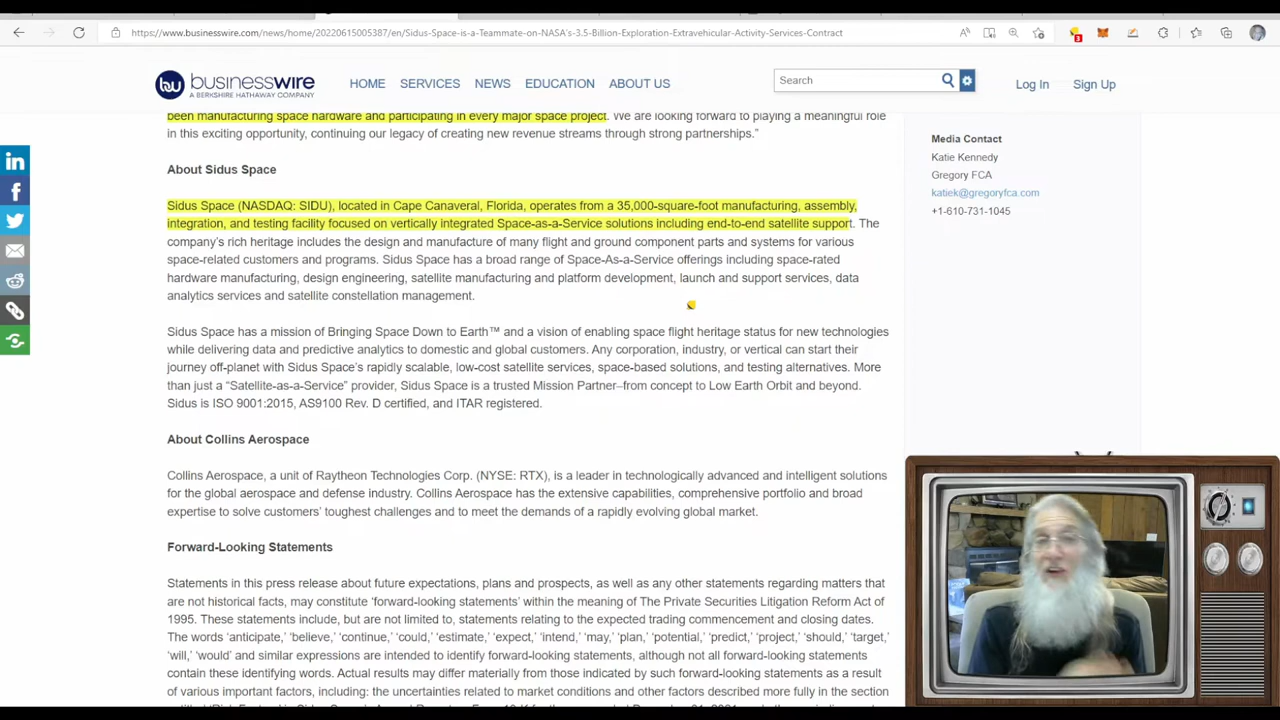 https://www.businesswire.com/news/home/20220615005387/en/Sidus-Space-is-a-Teammate-on-NASA's-3.5-Billion-Exploration-Extravehicular-Activity-Services-Contract
3
bw businesswire
A BERKSHIRE HATHAWAY COMPANY
HOME SERVICES NEWS EDUCATION ABOUT US
Search
Log In Sign Up
been manufacturing space hardware and participating in every major space project. We are looking forward to playing a meaningful role
in this exciting opportunity, continuing our legacy of creating new revenue streams through strong partnerships.”
About Sidus Space
Sidus Space (NASDAQ: SIDU), located in Cape Canaveral, Florida, operates from a 35,000-square-foot manufacturing, assembly,
integration, and testing facility focused on vertically integrated Space-as-a-Service solutions including end-to-end satellite support. The
company’s rich heritage includes the design and manufacture of many flight and ground component parts and systems for various
space-related customers and programs. Sidus Space has a broad range of Space-As-a-Service offerings including space-rated
hardware manufacturing, design engineering, satellite manufacturing and platform development, launch and support services, data
analytics services and satellite constellation management.
Sidus Space has a mission of Bringing Space Down to Earth™ and a vision of enabling space flight heritage status for new technologies
while delivering data and predictive analytics to domestic and global customers. Any corporation, industry, or vertical can start their
journey off-planet with Sidus Space’s rapidly scalable, low-cost satellite services, space-based solutions, and testing alternatives. More
than just a “Satellite-as-a-Service” provider, Sidus Space is a trusted Mission Partner–from concept to Low Earth Orbit and beyond.
Sidus is ISO 9001:2015, AS9100 Rev. D certified, and ITAR registered.
About Collins Aerospace
Collins Aerospace, a unit of Raytheon Technologies Corp. (NYSE: RTX), is a leader in technologically advanced and intelligent solutions
for the global aerospace and defense industry. Collins Aerospace has the extensive capabilities, comprehensive portfolio and broad
expertise to solve customers’ toughest challenges and to meet the demands of a rapidly evolving global market.
Forward-Looking Statements
Statements in this press release about future expectations, plans and prospects, as well as any other statements regarding matters that
are not historical facts, may constitute ‘forward-looking statements’ within the meaning of The Private Securities Litigation Reform Act of
1995. These statements include, but are not limited to, statements relating to the expected trading commencement and closing dates.
The words ‘anticipate,’ ‘believe,’ ‘continue,’ ‘could,’ ‘estimate,’ ‘expect,’ ‘intend,’ ‘may,’ ‘plan,’ ‘potential,’ ‘predict,’ ‘project,’ ‘should,’ ‘target,’
‘will,’ ‘would’ and similar expressions are intended to identify forward-looking statements, although not all forward-looking statements
contain these identifying words. Actual results may differ materially from those indicated by such forward-looking statements as a result
of various important factors, including: the uncertainties related to market conditions and other factors described more fully in the section
Media Contact
Katie Kennedy
Gregory FCA
katiek@gregoryfca.com
+1-610-731-1045